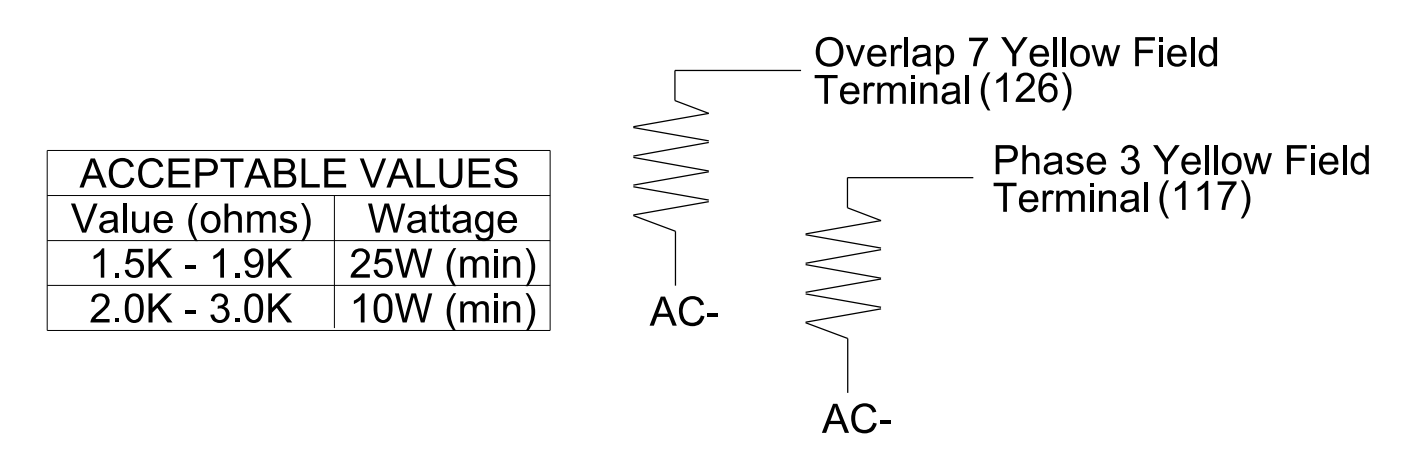 ACCEPTABLE VALUES
Value (ohms) Wattage
1.5K - 1.9K 25W (min)
2.0K - 3.0K 10W (min)
Overlap 7 Yellow Field
Terminal (126)
AC-
Phase 3 Yellow Field
Terminal (117)
AC-